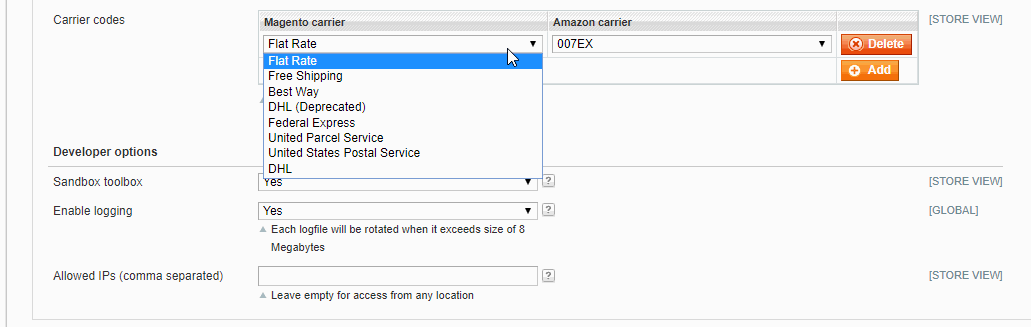 Carrier codes
Magento carrier Amazon carrier [STORE VIEW]
Flat Rate 007EX Delete
Flat Rate
Free Shipping Add
Best Way
DHL (Deprecated)
Federal Express
United Parcel Service
United States Postal Service
DHL
Developer options
Sandbox toolbox Yes ? [STORE VIEW]
Enable logging Yes ? [GLOBAL]
Each logfile will be rotated when it exceeds size of 8
Megabytes
Allowed IPs (comma separated) ? [STORE VIEW]
Leave empty for access from any location